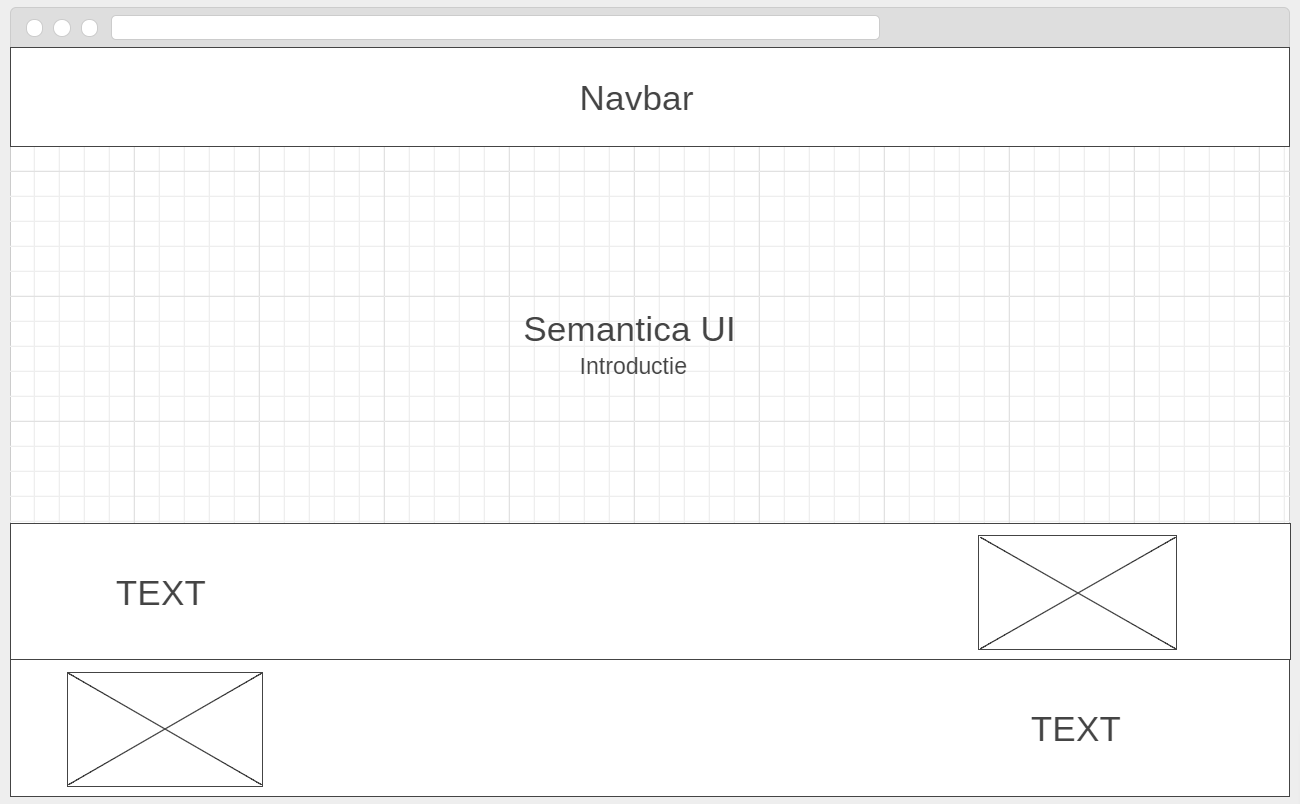 Navbar
Semantica UI
Introductie
TEXT
TEXT